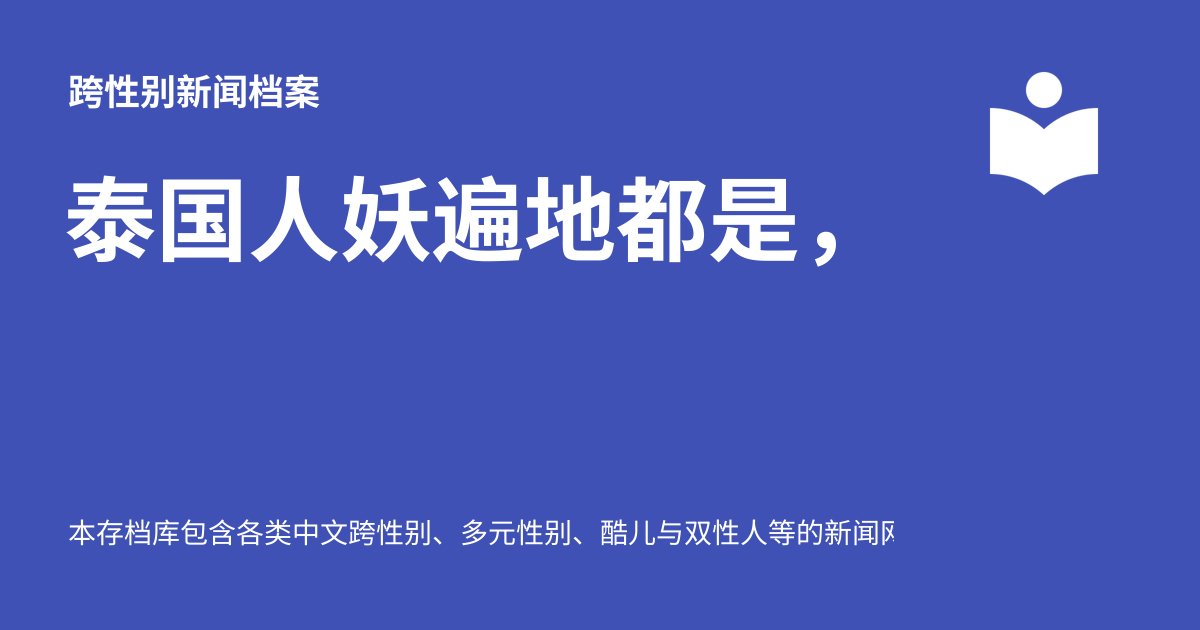 跨性别新闻档案
泰国人妖遍地都是，
本存档库包含各类中文跨性别、多元性别、酷儿与双性人等的新闻